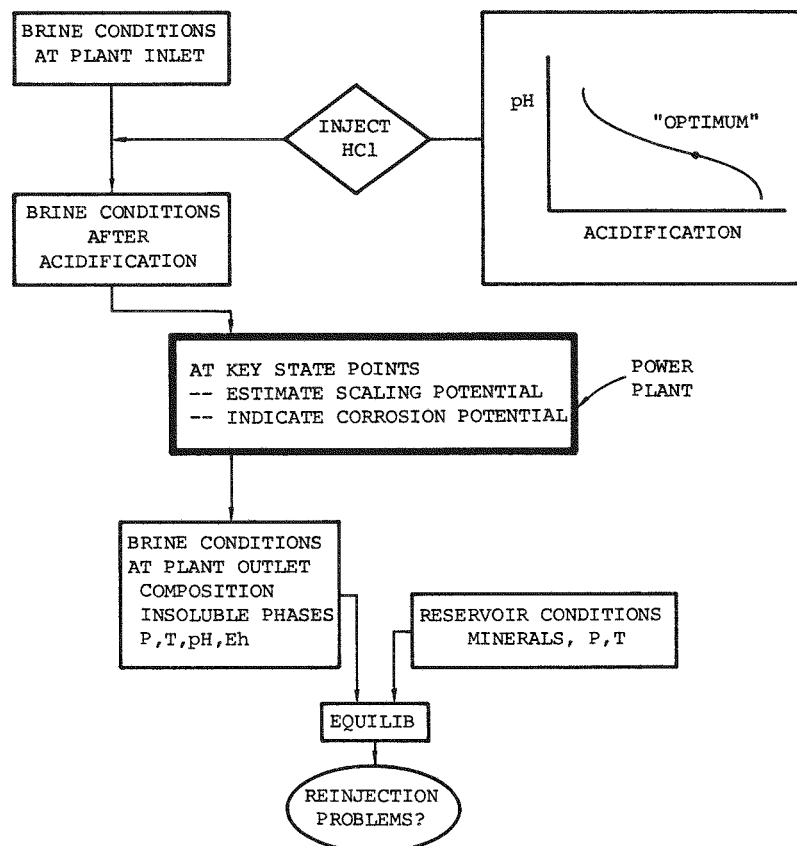 BRINE CONDITIONS
AT PLANT INLET
INJECT
HCl
pH
"OPTIMUM"
ACIDIFICATION
BRINE CONDITIONS
AFTER
ACIDIFICATION
AT KEY STATE POINTS
-- ESTIMATE SCALING POTENTIAL
-- INDICATE CORROSION POTENTIAL
POWER
PLANT
BRINE CONDITIONS
AT PLANT OUTLET
COMPOSITION
INSOLUBLE PHASES
P,T,pH,Eh
RESERVOIR CONDITIONS
MINERALS, P,T
EQUILIB
REINJECTION
PROBLEMS?